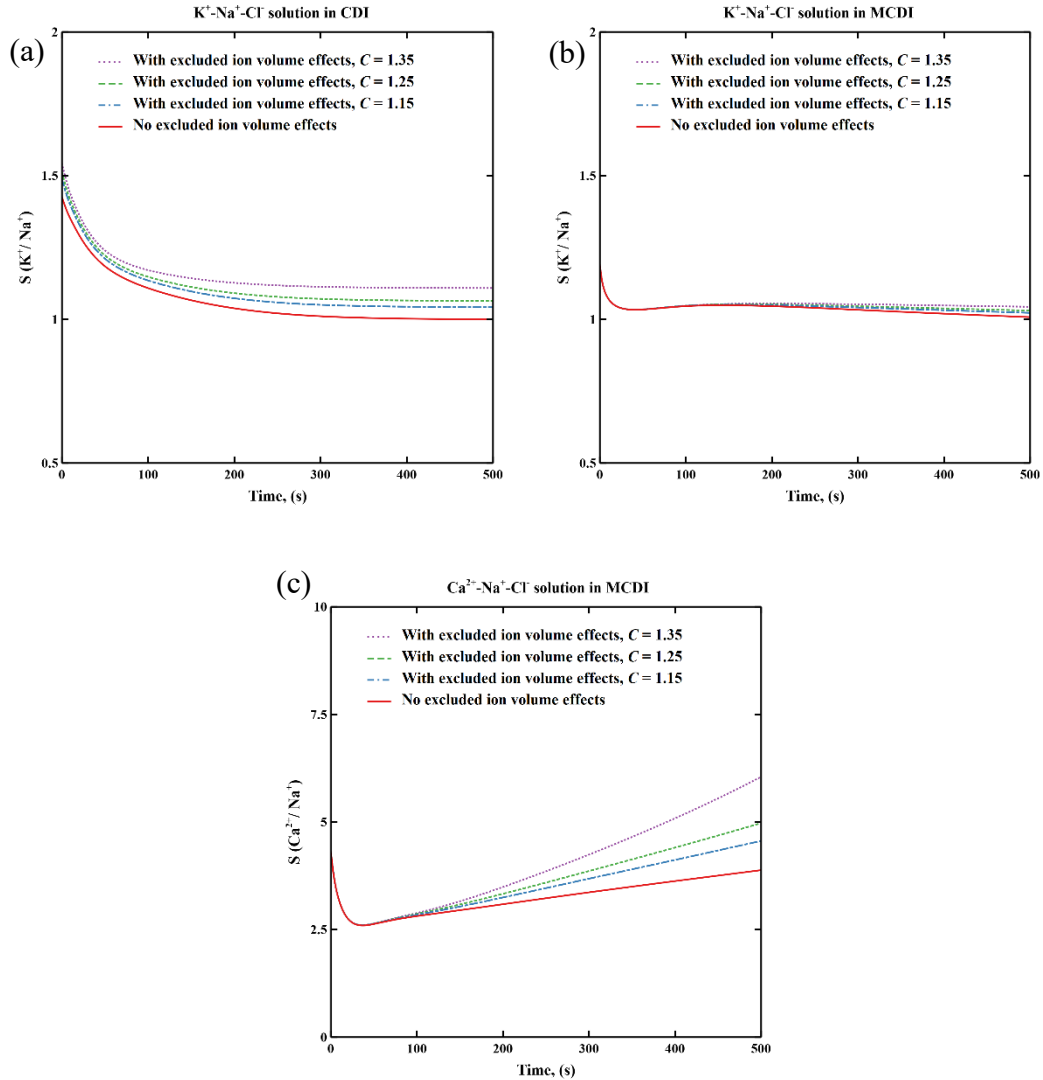 K⁺-Na⁺-Cl⁻ solution in CDI
(a)
With excluded ion volume effects, C = 1.35
With excluded ion volume effects, C = 1.25
With excluded ion volume effects, C = 1.15
No excluded ion volume effects
2
1.5
1
0.5
S (K⁺/ Na⁺)
0 100 200 300 400 500
Time, (s)
K⁺-Na⁺-Cl⁻ solution in MCDI
(b)
With excluded ion volume effects, C = 1.35
With excluded ion volume effects, C = 1.25
With excluded ion volume effects, C = 1.15
No excluded ion volume effects
2
1.5
1
0.5
S (K⁺/ Na⁺)
0 100 200 300 400 500
Time, (s)
(c)
Ca²⁺-Na⁺-Cl⁻ solution in MCDI
With excluded ion volume effects, C = 1.35
With excluded ion volume effects, C = 1.25
With excluded ion volume effects, C = 1.15
No excluded ion volume effects
10
7.5
5
2.5
0
S (Ca²⁺/ Na⁺)
0 100 200 300 400 500
Time, (s)